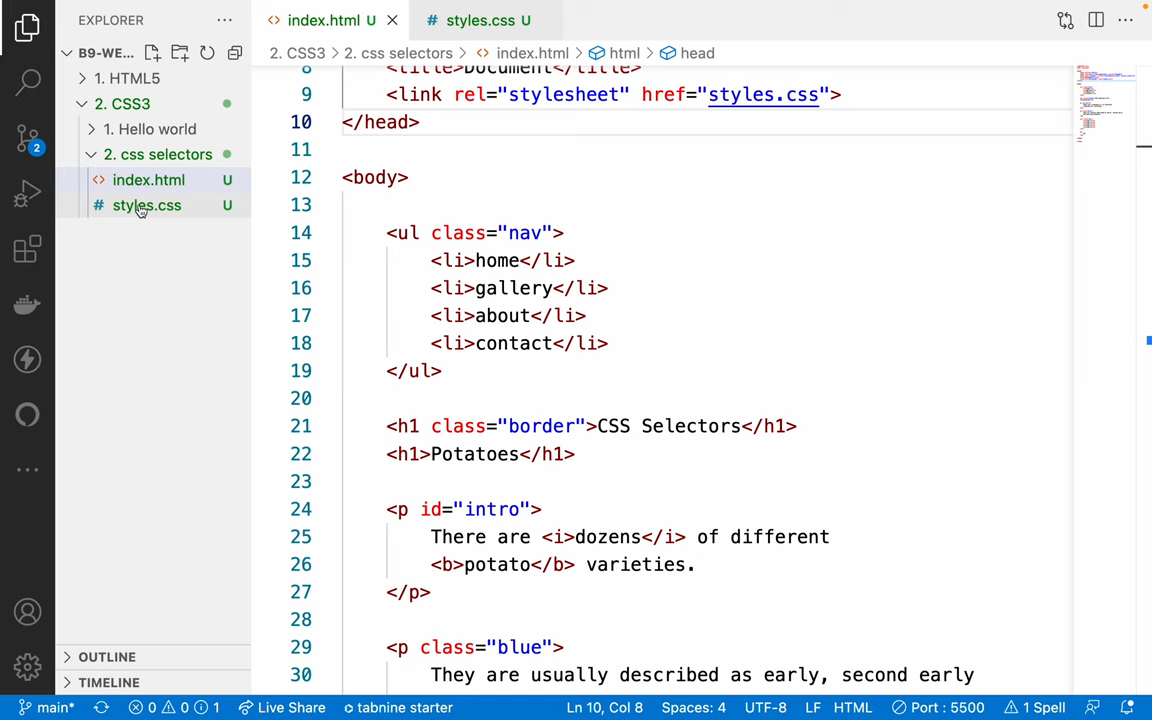 EXPLORER
B9-WE...
1. HTML5
2. CSS3
1. Hello world
2. css selectors
index.html U
# styles.css U
OUTLINE
TIMELINE
2
<> index.html U
# styles.css U
2. CSS3 > 2. css selectors > <> index.html > html > head
8 <title>Document</title>
9 <link rel="stylesheet" href="styles.css">
10 </head>
11
12 <body>
13
14 <ul class="nav">
15 <li>home</li>
16 <li>gallery</li>
17 <li>about</li>
18 <li>contact</li>
19 </ul>
20
21 <h1 class="border">CSS Selectors</h1>
22 <h1>Potatoes</h1>
23
24 <p id="intro">
25 There are <i>dozens</i> of different
26 <b>potato</b> varieties.
27 </p>
28
29 <p class="blue">
30 They are usually described as early, second early
main* 0 0 1 Live Share tabnine starter Ln 10, Col 8 Spaces: 4 UTF-8 LF HTML Port : 5500 1 Spell